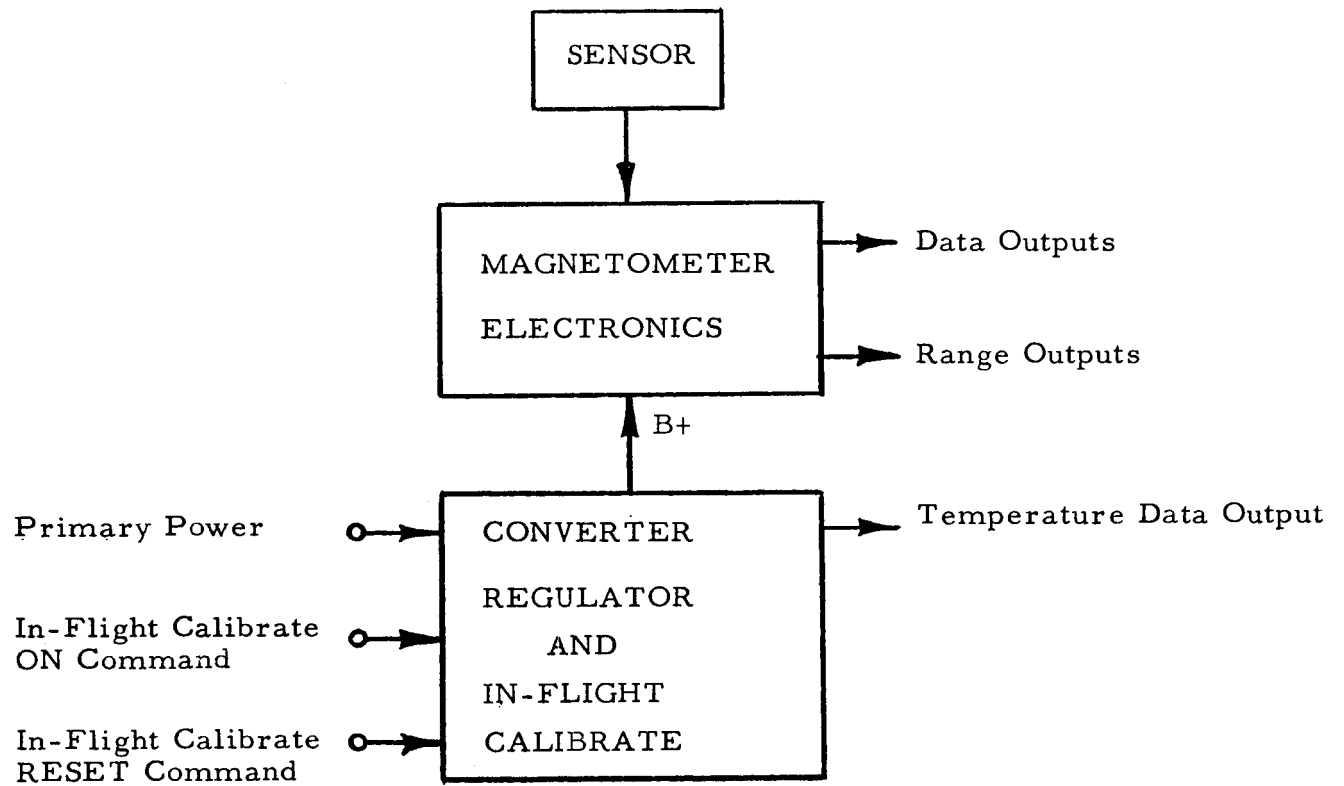 SENSOR
MAGNETOMETER
ELECTRONICS
Data Outputs
Range Outputs
B+
Primary Power
In-Flight Calibrate
ON Command
In-Flight Calibrate
RESET Command
CONVERTER
REGULATOR
AND
IN-FLIGHT
CALIBRATE
Temperature Data Output